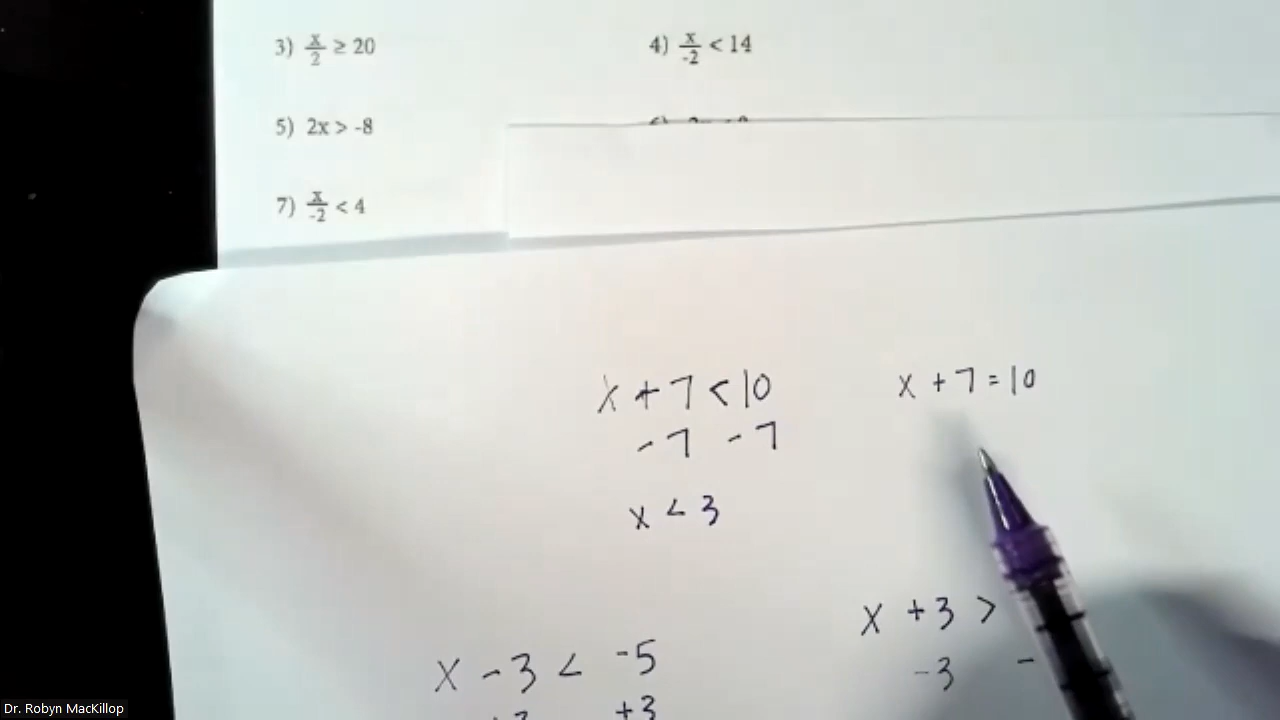 3) x/2 ≥ 20
4) x/-2 < 14
5) 2x > -8
7) x/-2 < 4
x + 7 < 10
- 7 - 7
x < 3
x + 7 = 10
x + 3 >
-3 -
x - 3 < -5
+3
Dr. Robyn MacKillop